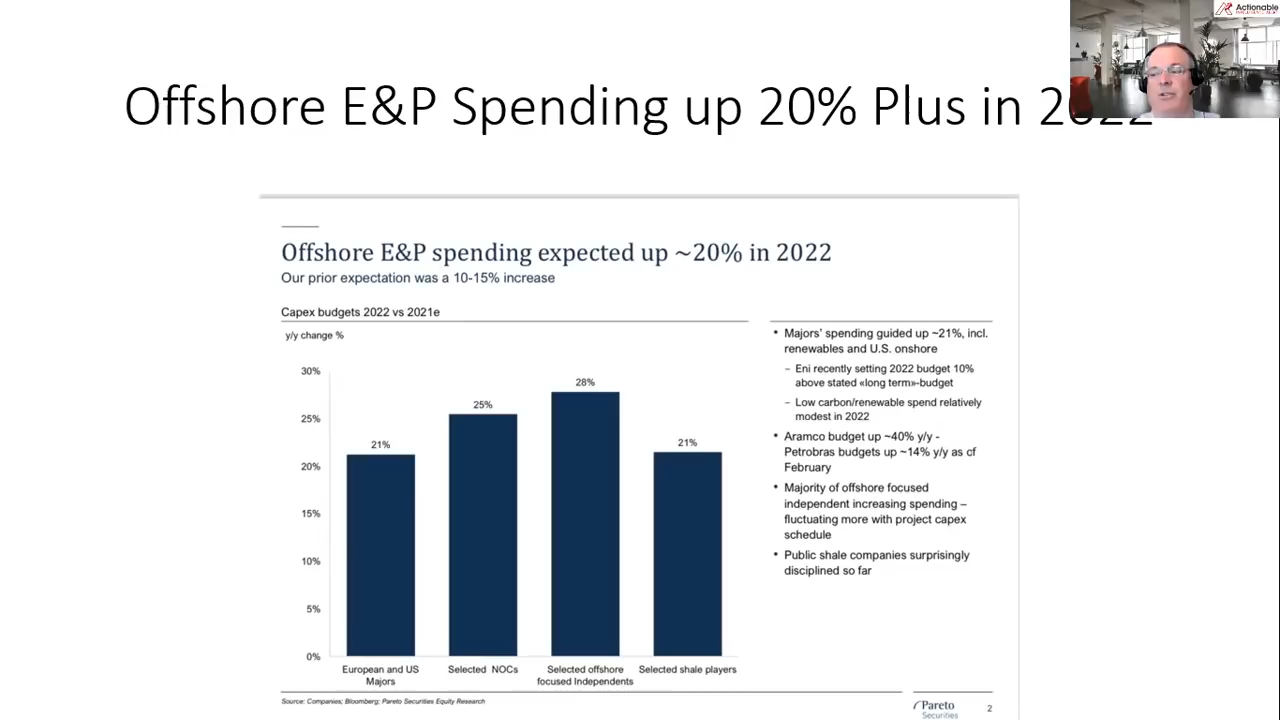 Actionable
Offshore E&P Spending up 20% Plus in 2022
Offshore E&P spending expected up ~20% in 2022
Our prior expectation was a 10-15% increase
Capex budgets 2022 vs 2021e
y/y change %
30%
25%
20%
15%
10%
5%
0%
21%
25%
28%
21%
European and US
Majors
Selected NOCs
Selected offshore
focused Independents
Selected shale players
• Majors' spending guided up ~21%, incl.
renewables and U.S. onshore
– Eni recently setting 2022 budget 10%
above stated «long term»-budget
– Low carbon/renewable spend relatively
modest in 2022
• Aramco budget up ~40% y/y -
Petrobras budgets up ~14% y/y as cf
February
• Majority of offshore focused
independent increasing spending –
fluctuating more with project capex
schedule
• Public shale companies surprisingly
disciplined so far
Source: Companies; Bloomberg; Pareto Securities Equity Research
Pareto
Securities
2